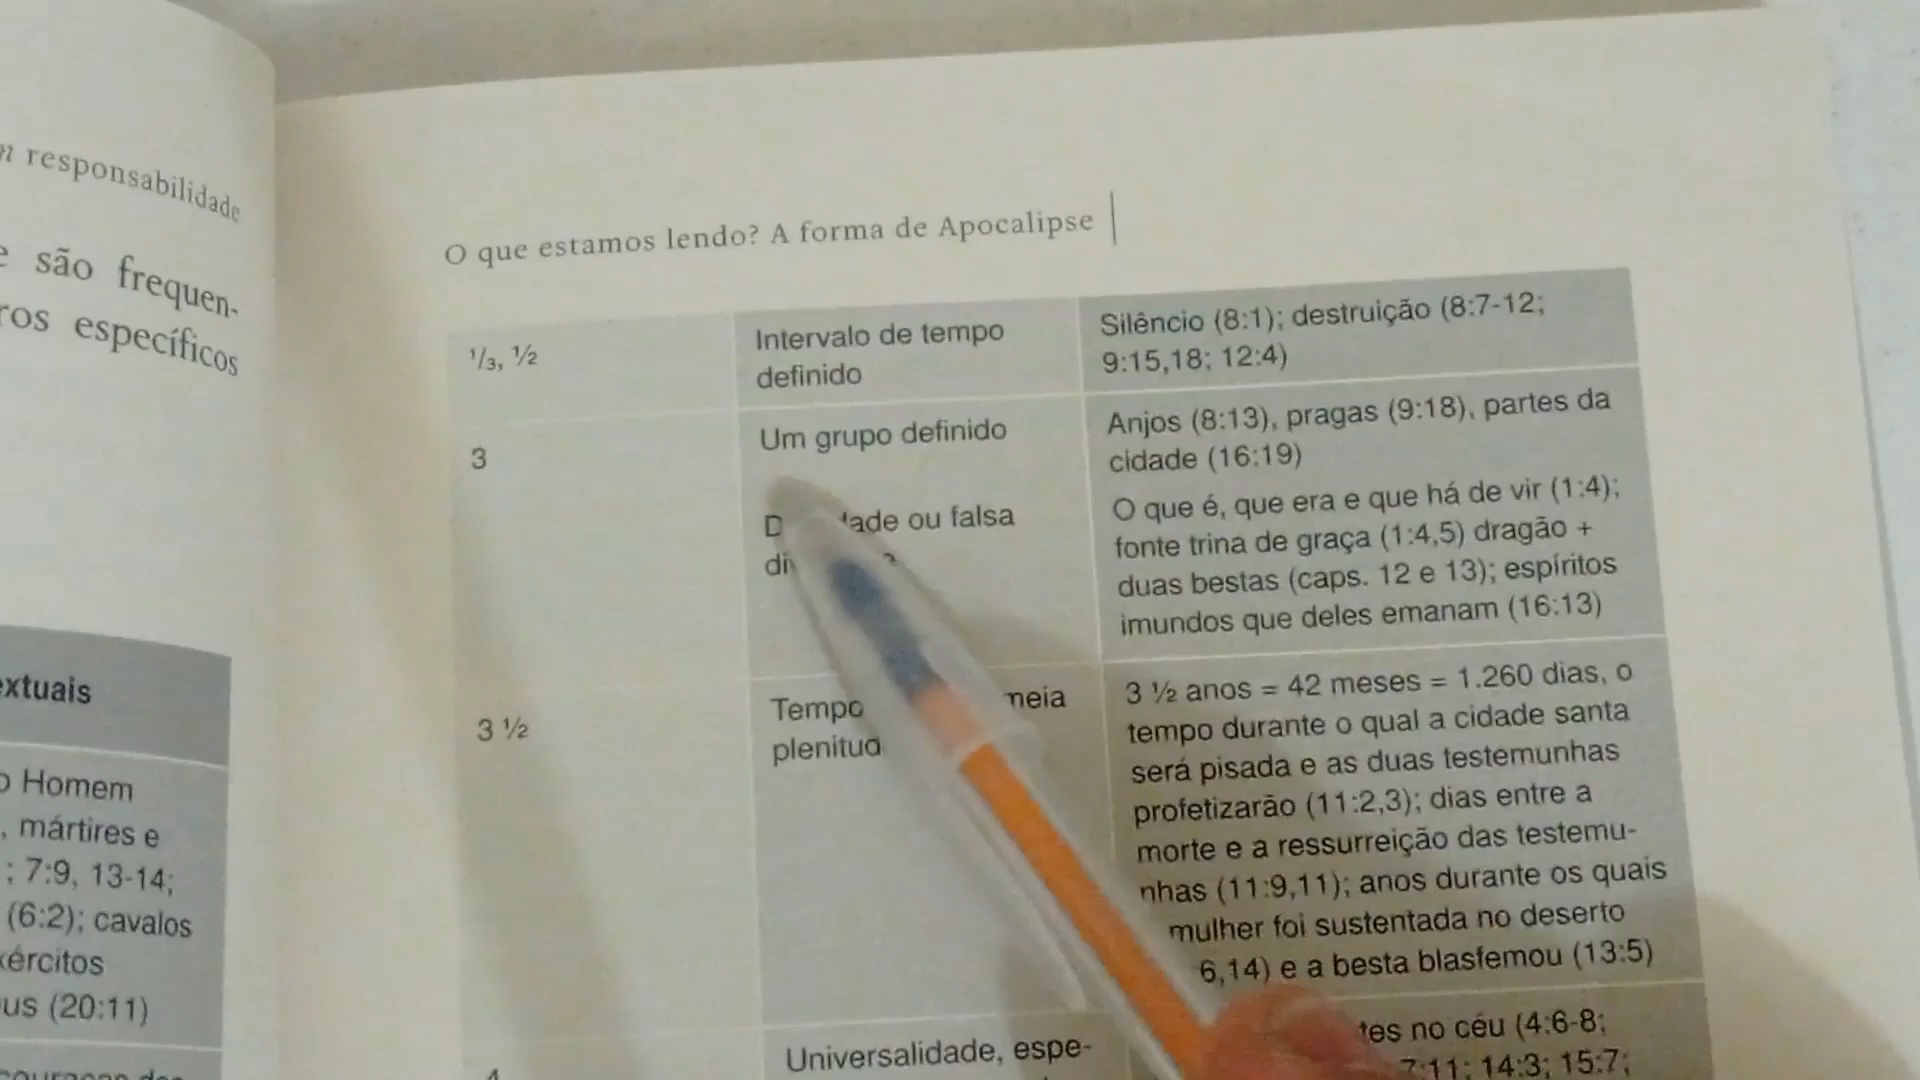 responsabilidade
são frequen-
específicos
extuais
Homem
, mártires e
; 7:9, 13-14;
(6:2); cavalos
(20:11)
O que estamos lendo? A forma de Apocalipse
1/3, 1/2
Intervalo de tempo
definido
Silêncio (8:1); destruição (8:7-12;
9:15,18; 12:4)
3
Um grupo definido
ou falsa
Anjos (8:13), pragas (9:18), partes da
cidade (16:19)
O que é, que era e que há de vir (1:4);
fonte trina de graça (1:4,5) dragão +
duas bestas (caps. 12 e 13); espíritos
imundos que deles emanam (16:13)
3 ½
Tempo meia
plenitud
3 ½ anos = 42 meses = 1.260 dias, o
tempo durante o qual a cidade santa
será pisada e as duas testemunhas
profetizarão (11:2,3); dias entre a
morte e a ressurreição das testemu-
nhas (11:9,11); anos durante os quais
mulher foi sustentada no deserto
6,14) e a besta blasfemou (13:5)
4
Universalidade, espe-
no céu (4:6-8;
7:11; 14:3; 15:7;